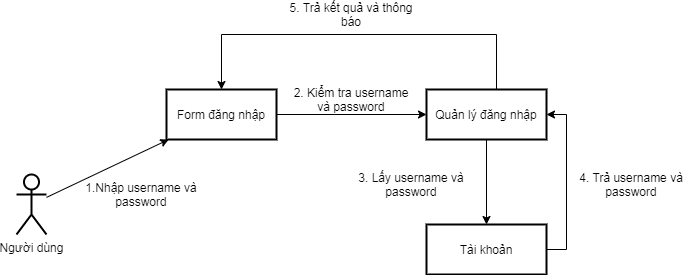 5. Trả kết quả và thông
báo
Form đăng nhập
2. Kiểm tra username
và password
Quản lý đăng nhập
1.Nhập username và
password
3. Lấy username và
password
4. Trả username và
password
Người dùng
Tài khoản